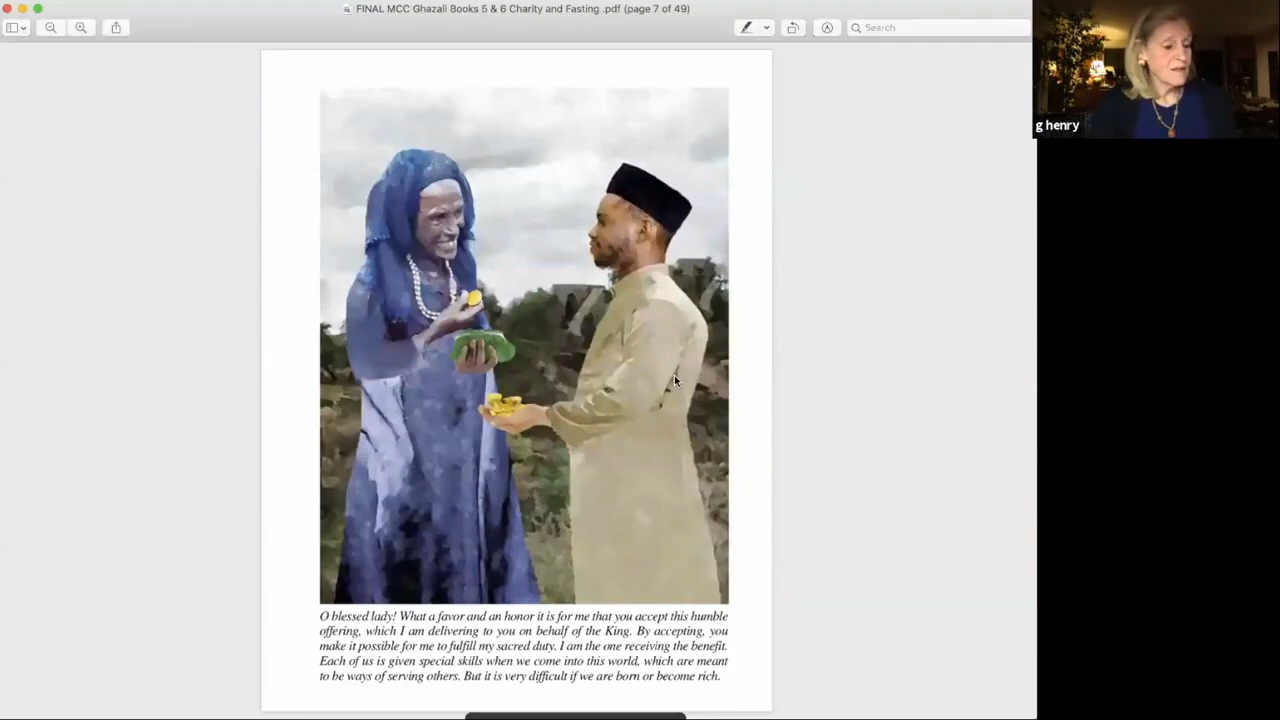 FINAL MCC Ghazali Books 5 & 6 Charity and Fasting .pdf (page 7 of 49)
Search
g henry
O blessed lady! What a favor and an honor it is for me that you accept this humble
offering, which I am delivering to you on behalf of the King. By accepting, you
make it possible for me to fulfill my sacred duty. I am the one receiving the benefit.
Each of us is given special skills when we come into this world, which are meant
to be ways of serving others. But it is very difficult if we are born or become rich.